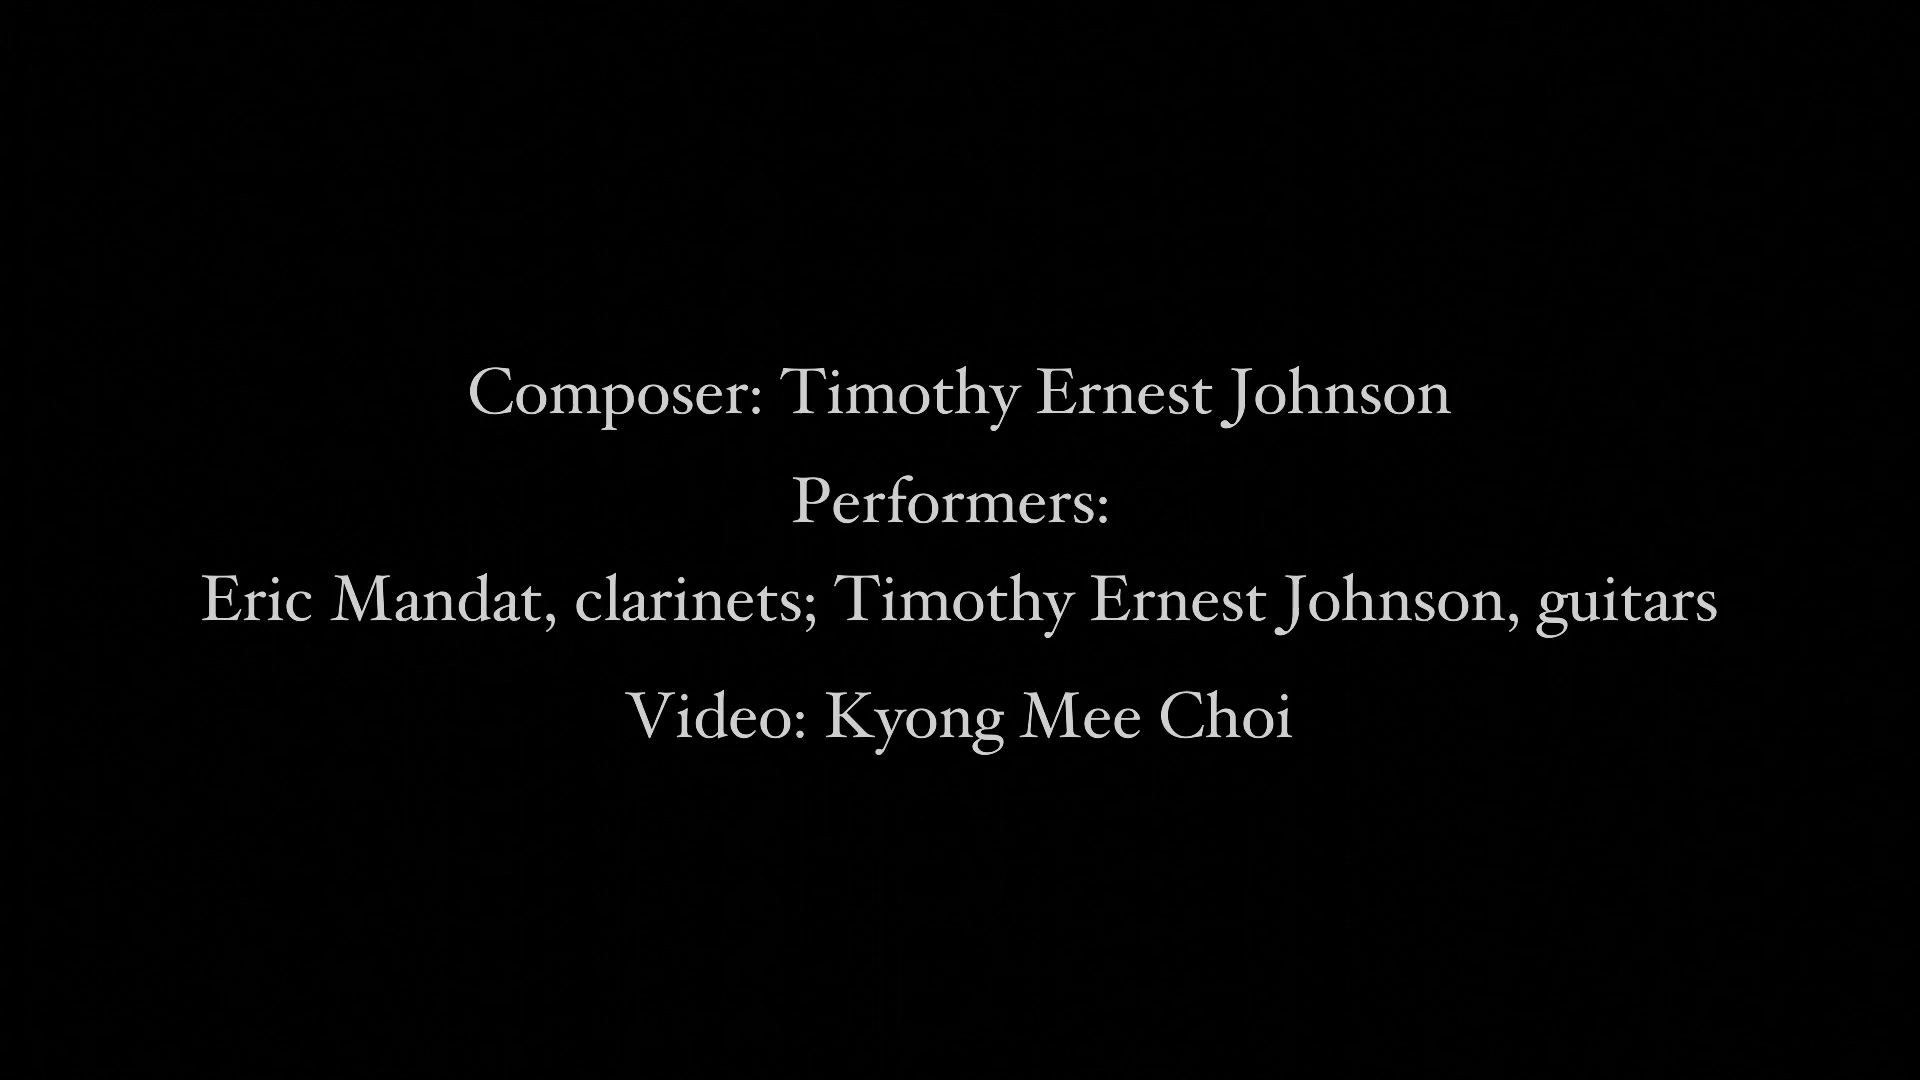 Composer: Timothy Ernest Johnson
Performers:
Eric Mandat, clarinets; Timothy Ernest Johnson, guitars
Video: Kyong Mee Choi